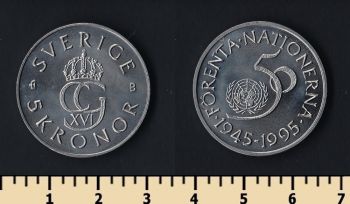 SVERIGE
CG
XVI
5 KRONOR
FÖRENTA·NATIONERNA
50
·1945·1995·
1 2 3 4 5 6 7